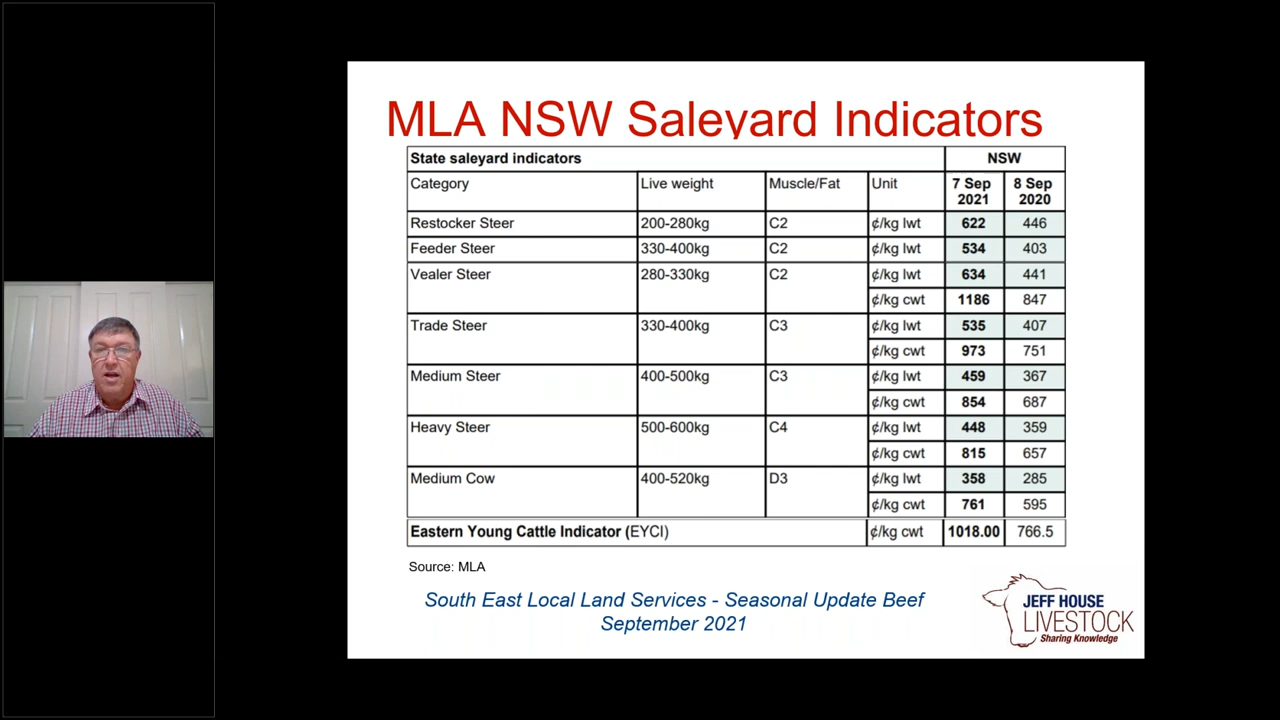 MLA NSW Saleyard Indicators
State saleyard indicators NSW
Category Live weight Muscle/Fat Unit 7 Sep 2021 8 Sep 2020
Restocker Steer 200-280kg C2 ¢/kg lwt 622 446
Feeder Steer 330-400kg C2 ¢/kg lwt 534 403
Vealer Steer 280-330kg C2 ¢/kg lwt 634 441
¢/kg cwt 1186 847
Trade Steer 330-400kg C3 ¢/kg lwt 535 407
¢/kg cwt 973 751
Medium Steer 400-500kg C3 ¢/kg lwt 459 367
¢/kg cwt 854 687
Heavy Steer 500-600kg C4 ¢/kg lwt 448 359
¢/kg cwt 815 657
Medium Cow 400-520kg D3 ¢/kg lwt 358 285
¢/kg cwt 761 595
Eastern Young Cattle Indicator (EYCI) ¢/kg cwt 1018.00 766.5
Source: MLA
South East Local Land Services - Seasonal Update Beef
September 2021
JEFF HOUSE
LIVESTOCK
Sharing Knowledge